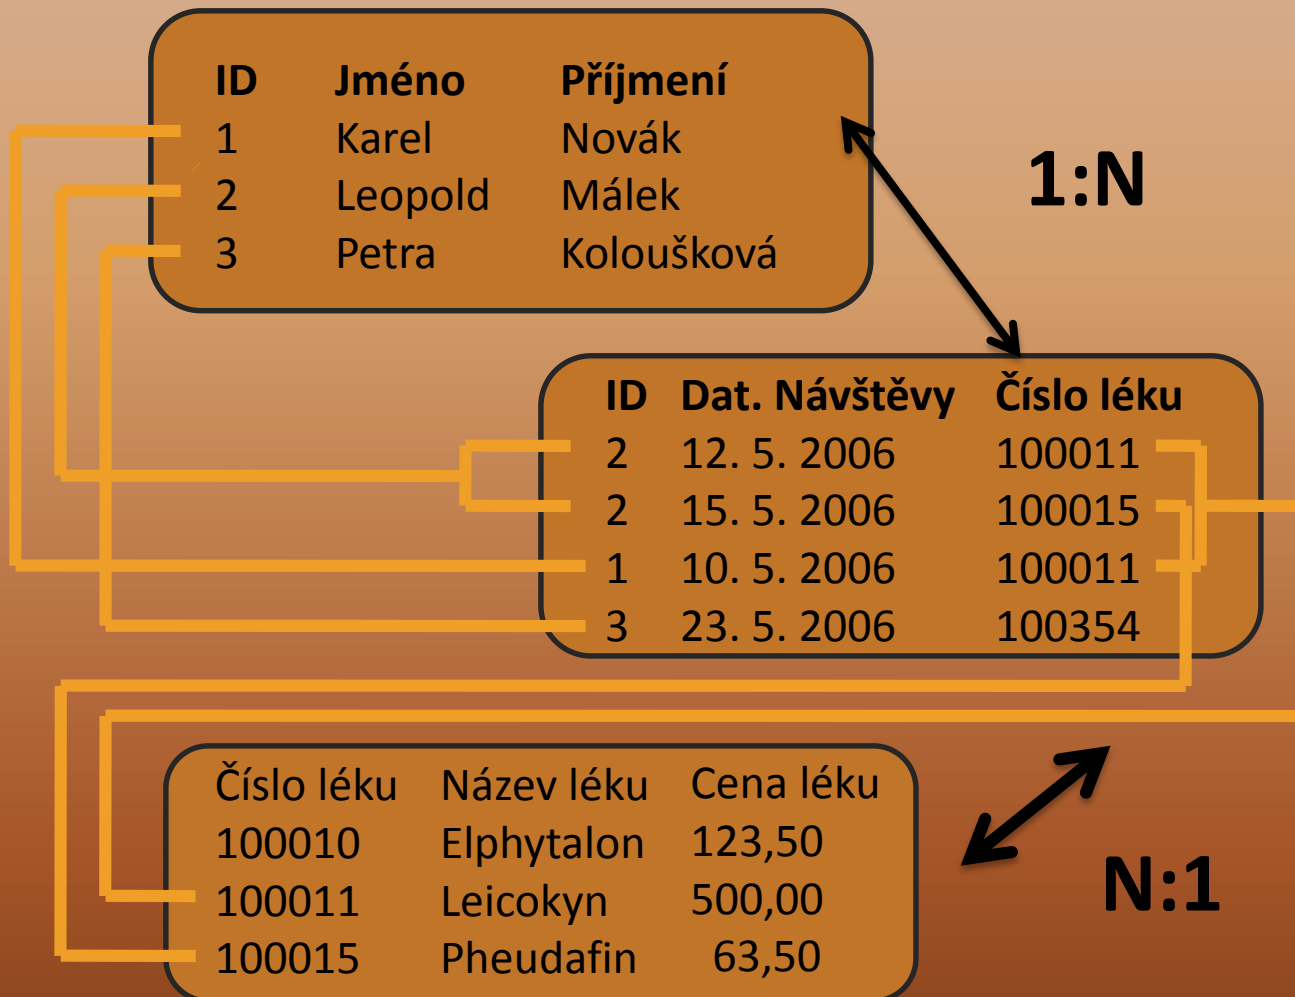 ID Jméno Příjmení
1 Karel Novák
2 Leopold Málek
3 Petra Koloušková
1:N
ID Dat. Návštěvy Číslo léku
2 12. 5. 2006 100011
2 15. 5. 2006 100015
1 10. 5. 2006 100011
3 23. 5. 2006 100354
Číslo léku Název léku Cena léku
100010 Elphytalon 123,50
100011 Leicokyn 500,00
100015 Pheudafin 63,50
N:1